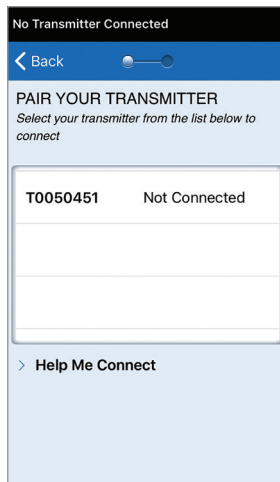 No Transmitter Connected
Back
PAIR YOUR TRANSMITTER
Select your transmitter from the list below to
connect
T0050451 Not Connected
Help Me Connect